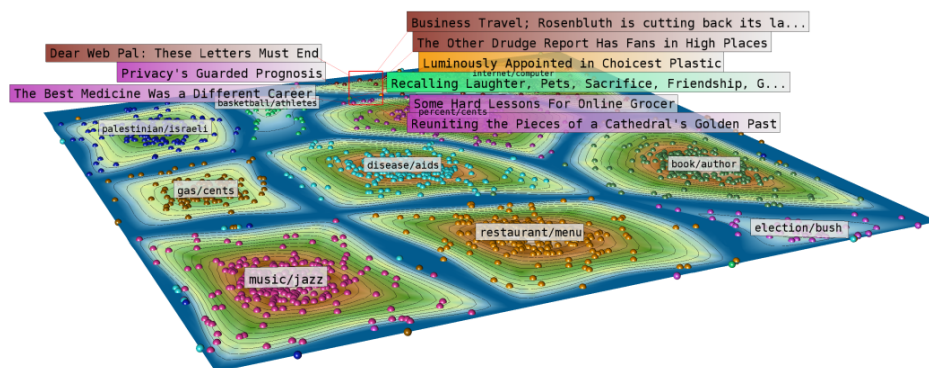 Business Travel; Rosenbluth is cutting back its la...
Dear Web Pal: These Letters Must End
The Other Drudge Report Has Fans in High Places
Luminously Appointed in Choicest Plastic
Privacy's Guarded Prognosis
internet/computer
Recalling Laughter, Pets, Sacrifice, Friendship, G...
The Best Medicine Was a Different Career
basketball/athletes
Some Hard Lessons For Online Grocer
percent/cents
Reuniting the Pieces of a Cathedral's Golden Past
palestinian/israeli
disease/aids
book/author
gas/cents
restaurant/menu
election/bush
music/jazz